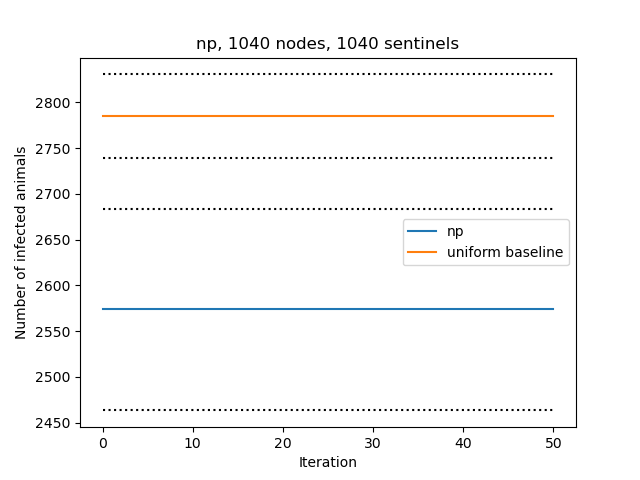 np, 1040 nodes, 1040 sentinels
2800
2750
2700
2650
2600
2550
2500
2450
Number of infected animals
np
uniform baseline
0 10 20 30 40 50
Iteration